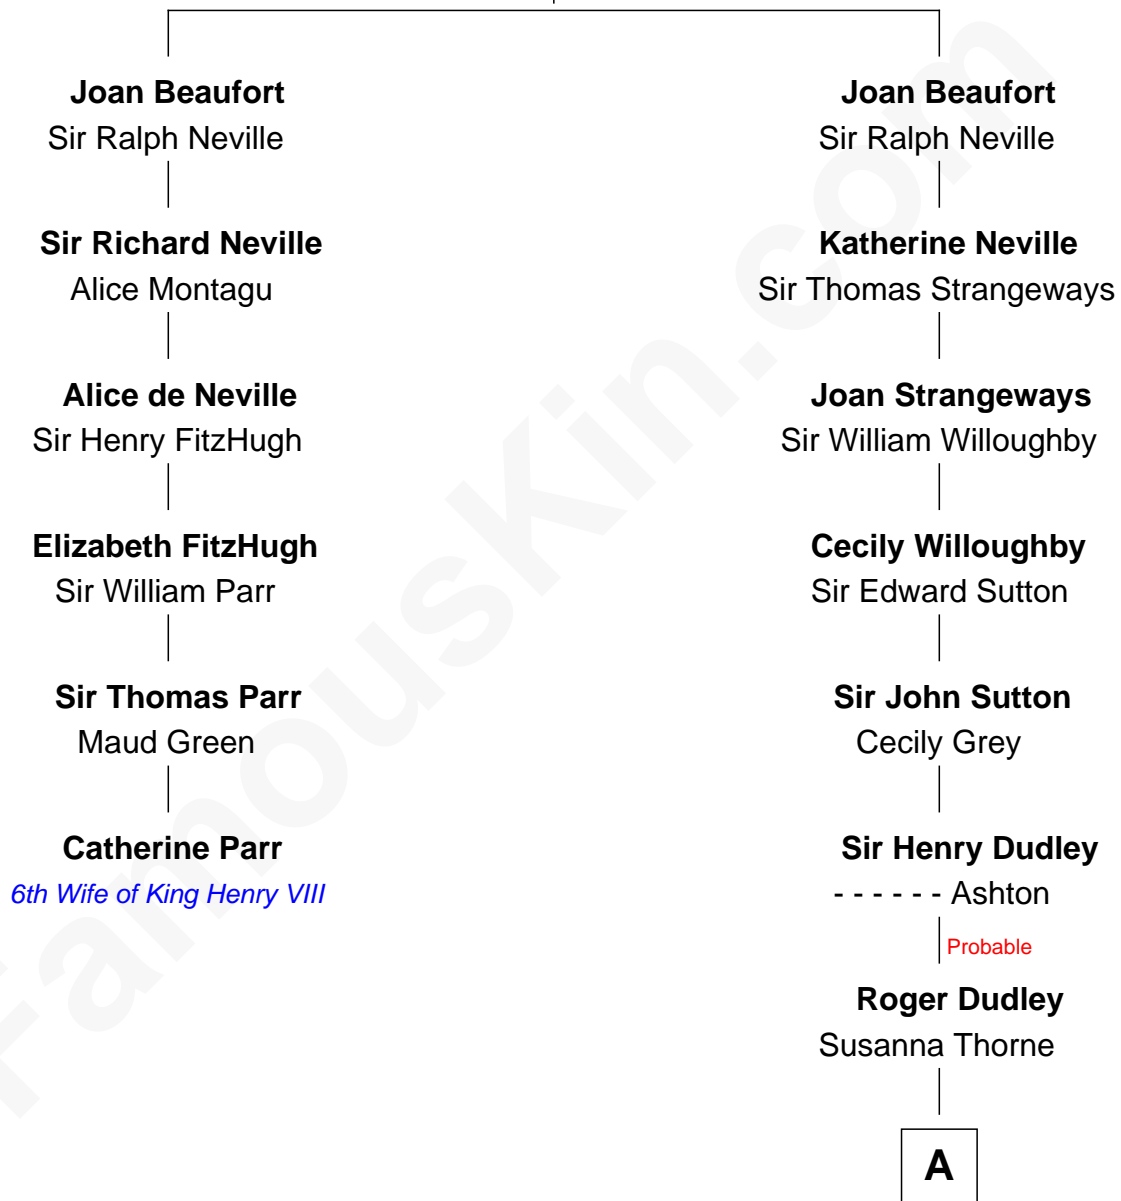 Joan Beaufort
Sir Ralph Neville
Sir Richard Neville
Alice Montagu
Alice de Neville
Sir Henry FitzHugh
Elizabeth FitzHugh
Sir William Parr
Sir Thomas Parr
Maud Green
Catherine Parr
6th Wife of King Henry VIII
Joan Beaufort
Sir Ralph Neville
Katherine Neville
Sir Thomas Strangeways
Joan Strangeways
Sir William Willoughby
Cecily Willoughby
Sir Edward Sutton
Sir John Sutton
Cecily Grey
Sir Henry Dudley
- - - - - - Ashton
Probable
Roger Dudley
Susanna Thorne
A
FamousKin.com